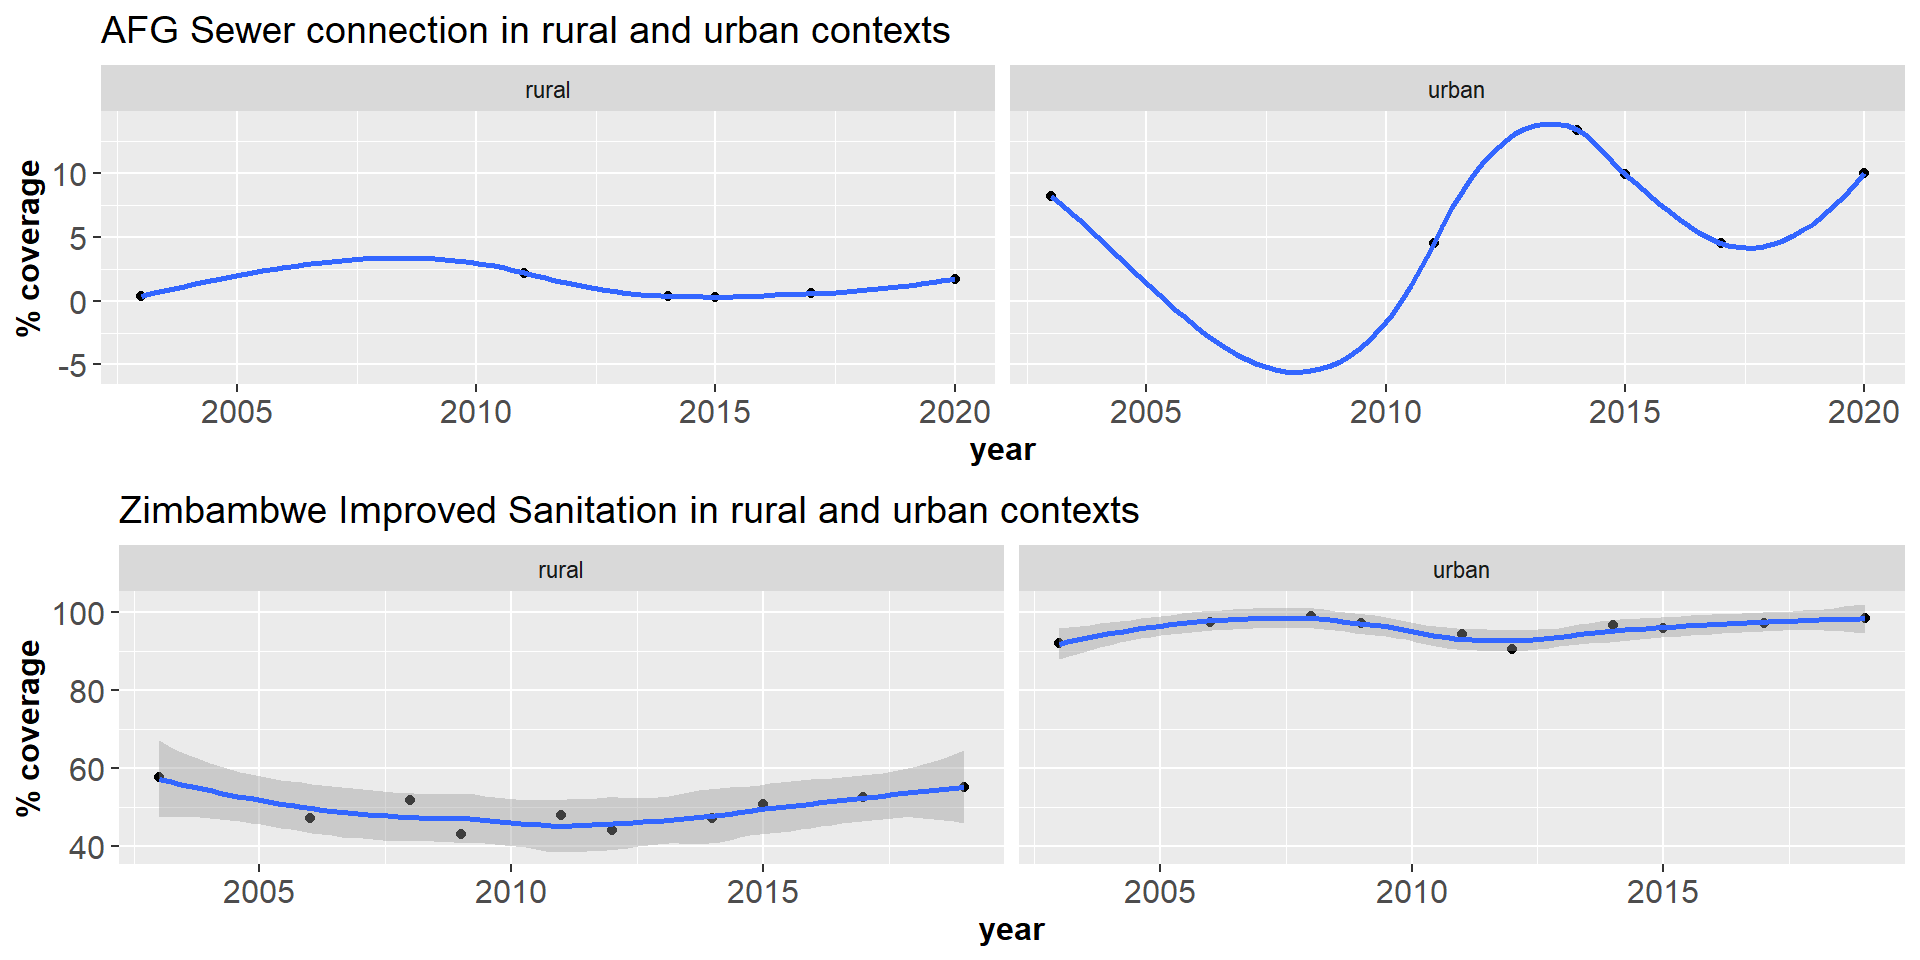 AFG Sewer connection in rural and urban contexts
rural
urban
% coverage
10
5
0
-5
2005 2010 2015 2020
2005 2010 2015 2020
year
Zimbambwe Improved Sanitation in rural and urban contexts
rural
urban
% coverage
100
80
60
40
2005 2010 2015
2005 2010 2015
year